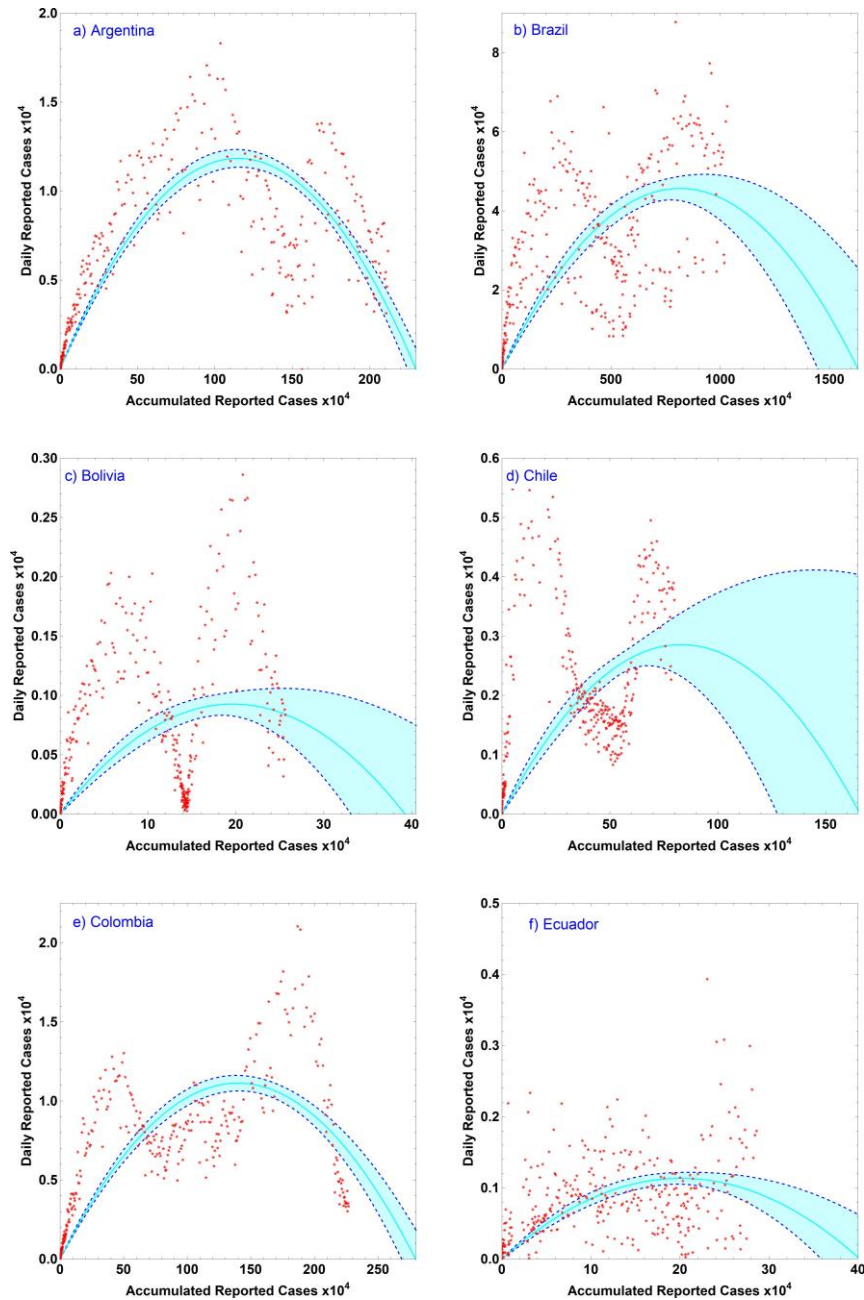 a) Argentina
2.0
1.5
1.0
0.5
0.0
Daily Reported Cases x10⁴
0 50 100 150 200
Accumulated Reported Cases x10⁴
b) Brazil
8
6
4
2
0
Daily Reported Cases x10⁴
0 500 1000 1500
Accumulated Reported Cases x10⁴
c) Bolivia
0.30
0.25
0.20
0.15
0.10
0.05
0.00
Daily Reported Cases x10⁴
0 10 20 30 40
Accumulated Reported Cases x10⁴
d) Chile
0.6
0.5
0.4
0.3
0.2
0.1
0.0
Daily Reported Cases x10⁴
0 50 100 150
Accumulated Reported Cases x10⁴
e) Colombia
2.0
1.5
1.0
0.5
0.0
Daily Reported Cases x10⁴
0 50 100 150 200 250
Accumulated Reported Cases x10⁴
f) Ecuador
0.5
0.4
0.3
0.2
0.1
0.0
Daily Reported Cases x10⁴
0 10 20 30 40
Accumulated Reported Cases x10⁴